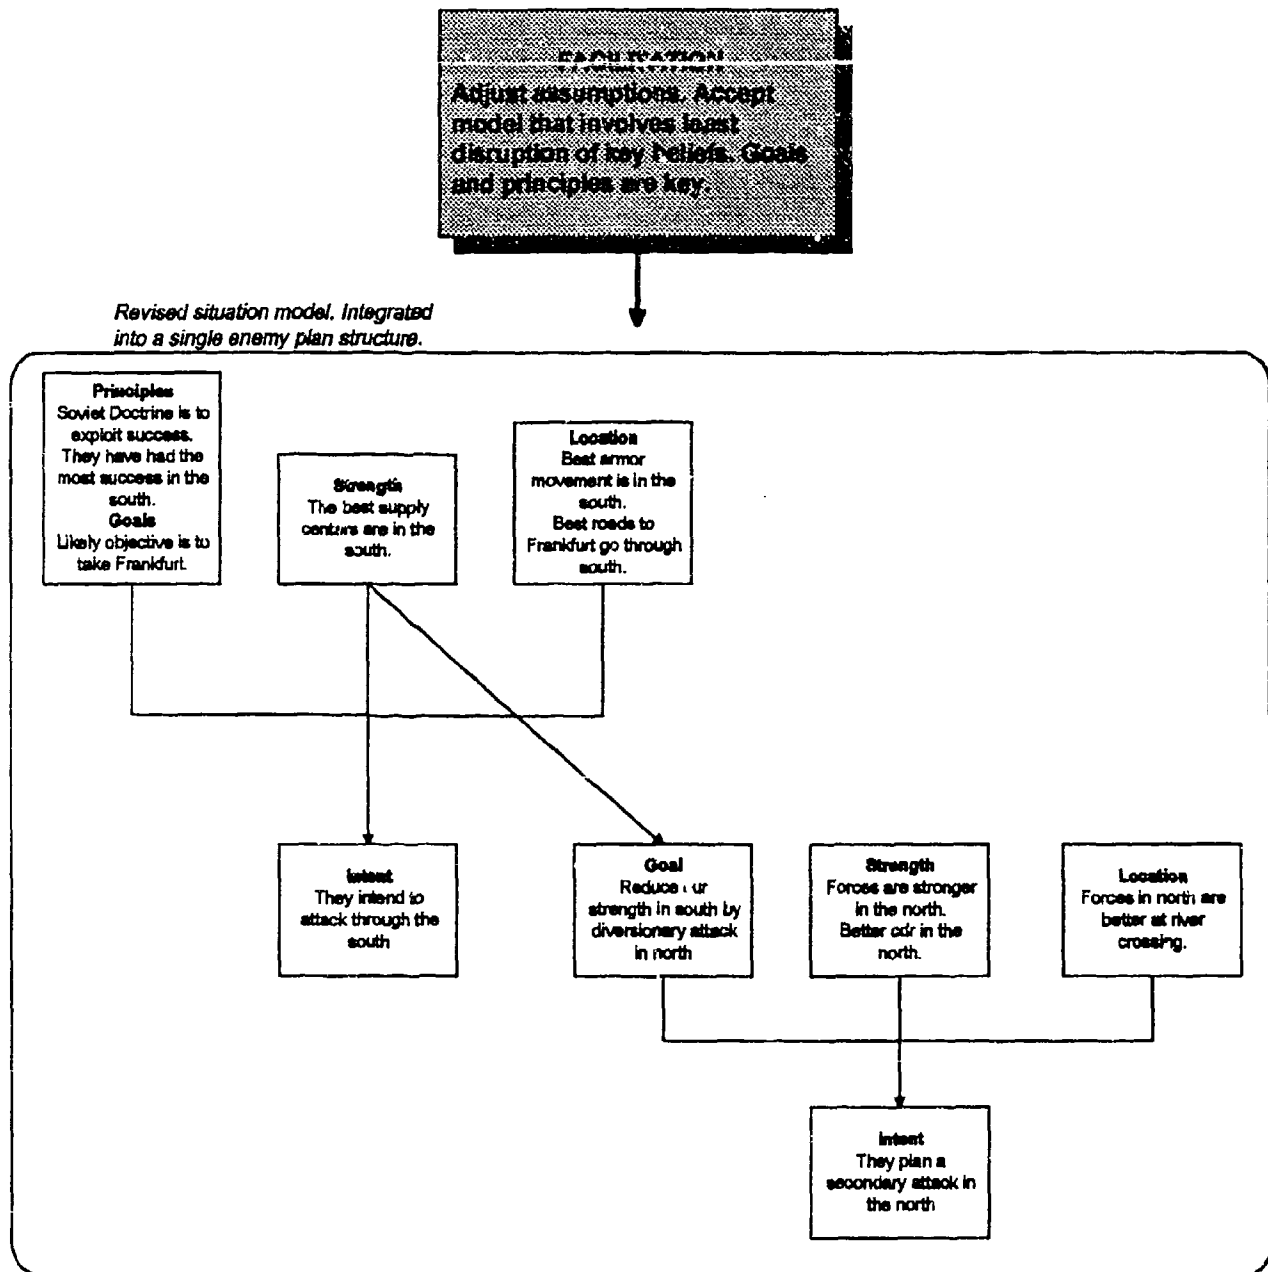 FACILITATION
Adjust assumptions. Accept
model that involves least
disruption of key beliefs. Goals
and principles are key.
Revised situation model. Integrated
into a single enemy plan structure.
Principles
Soviet Doctrine is to
exploit success.
They have had the
most success in the
south.
Goals
Likely objective is to
take Frankfurt.
Strength
The best supply
centers are in the
south.
Location
Best armor
movement is in the
south.
Best roads to
Frankfurt go through
south.
Intent
They intend to
attack through the
south
Goal
Reduce our
strength in south by
diversionary attack
in north
Strength
Forces are stronger
in the north.
Better cdr in the
north.
Location
Forces in north are
better at river
crossing.
Intent
They plan a
secondary attack in
the north